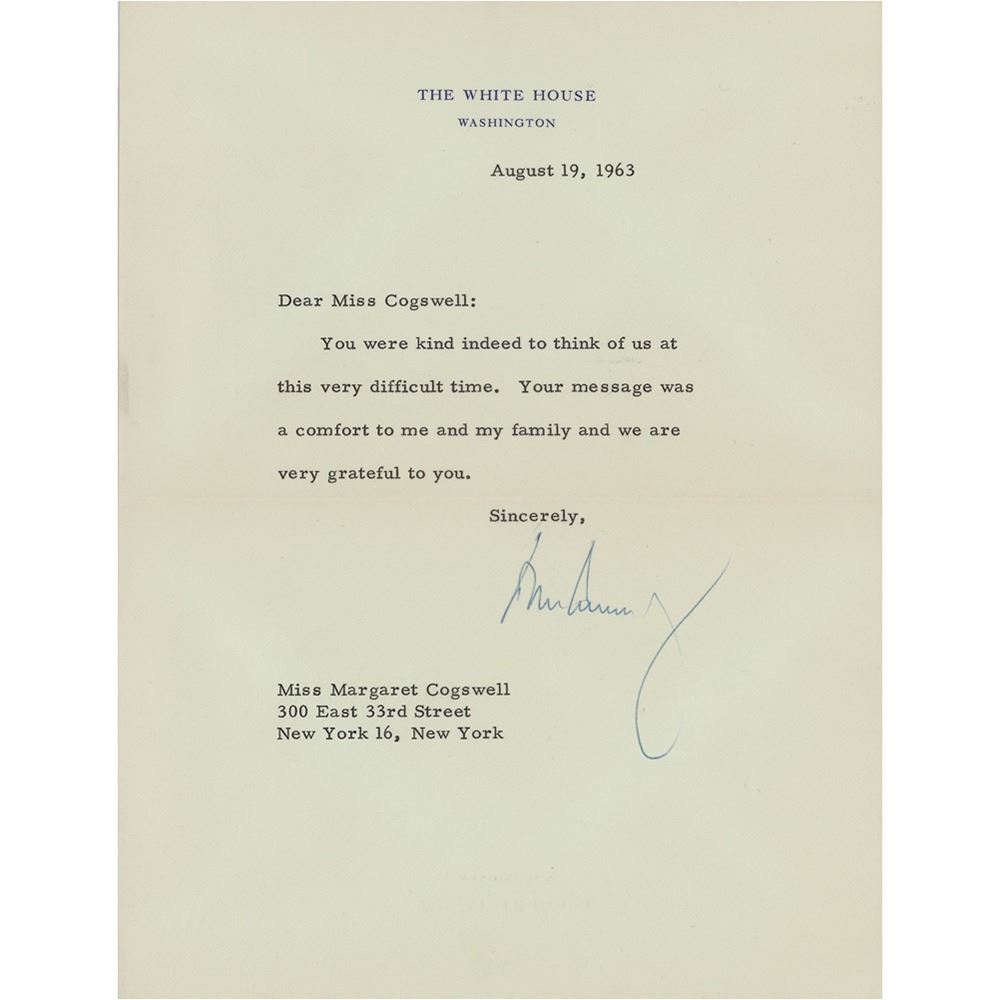 THE WHITE HOUSE
WASHINGTON
August 19, 1963
Dear Miss Cogswell:
You were kind indeed to think of us at
this very difficult time. Your message was
a comfort to me and my family and we are
very grateful to you.
Sincerely,
Miss Margaret Cogswell
300 East 33rd Street
New York 16, New York